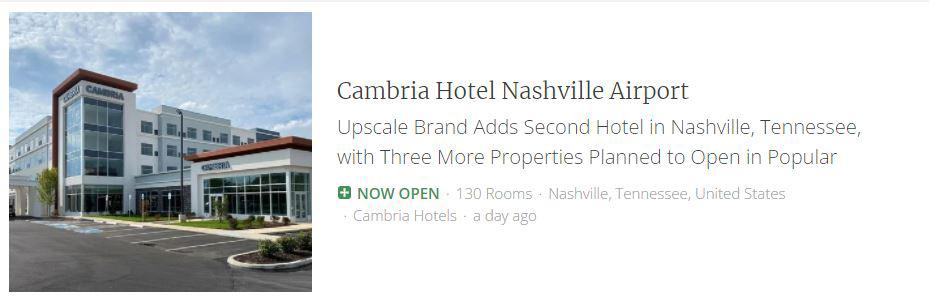 CAMBRIA
CAMBRIA
Cambria Hotel Nashville Airport
Upscale Brand Adds Second Hotel in Nashville, Tennessee,
with Three More Properties Planned to Open in Popular
NOW OPEN · 130 Rooms · Nashville, Tennessee, United States
· Cambria Hotels · a day ago